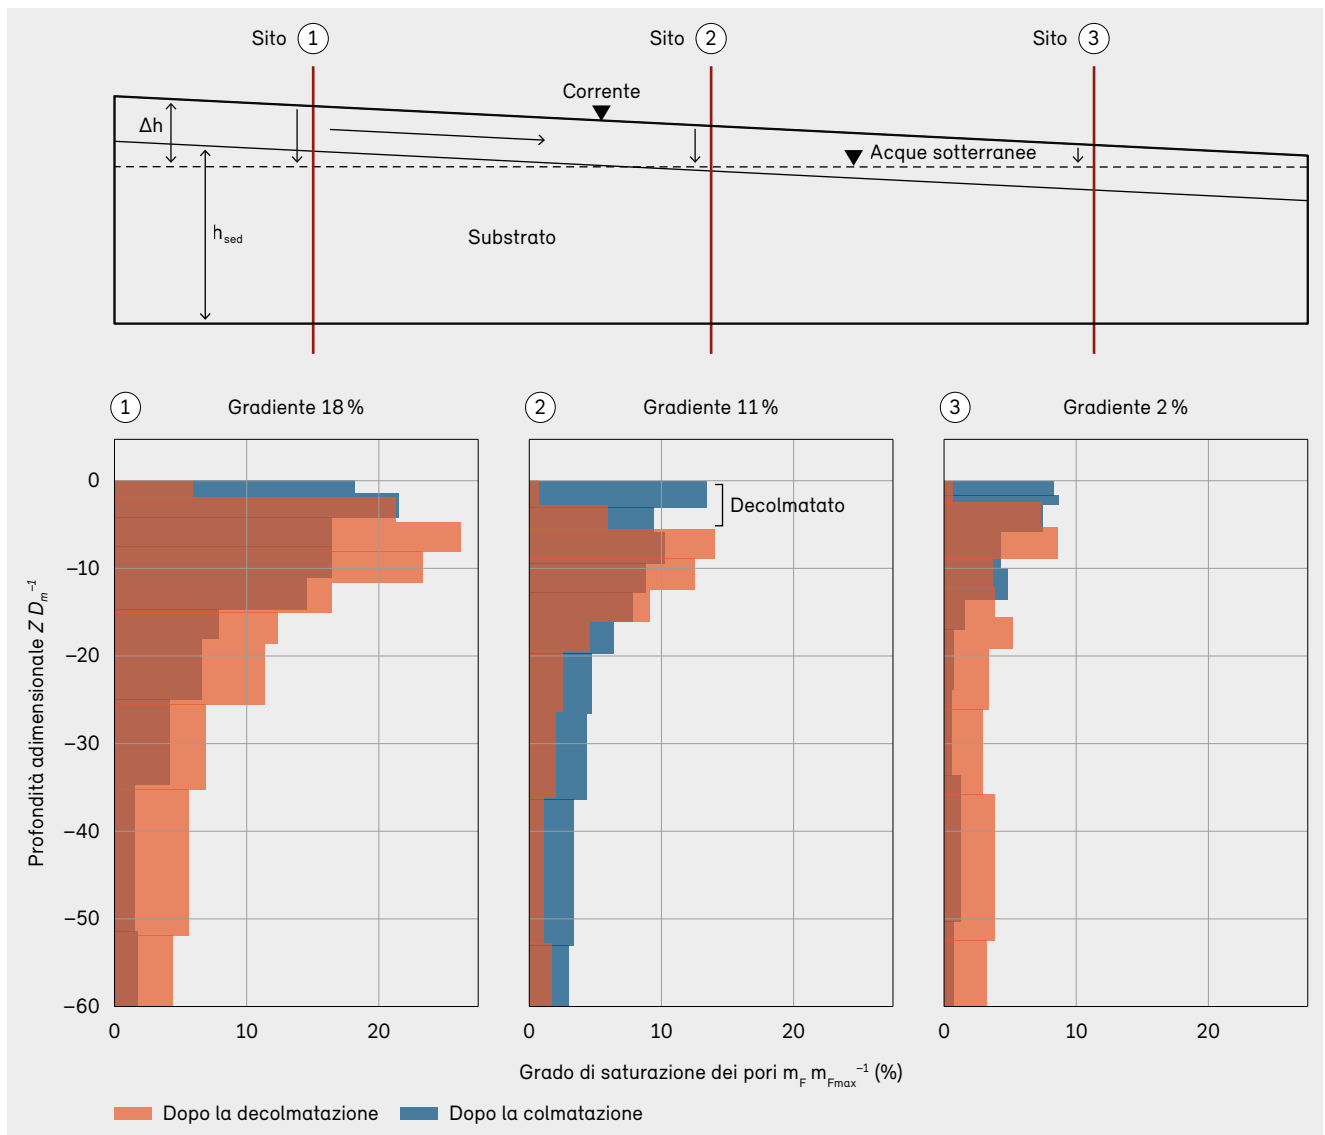 Sito 1
Sito 2
Sito 3
Corrente
Δh
Acque sotterranee
h_sed
Substrato
1 Gradiente 18 %
2 Gradiente 11 %
3 Gradiente 2 %
Profondità adimensionale Z D_m^–1
0
–10
–20
–30
–40
–50
–60
Decolmatato
0 10 20
0 10 20
0 10 20
Grado di saturazione dei pori m_F m_Fmax^–1 (%)
Dopo la decolmatazione
Dopo la colmatazione